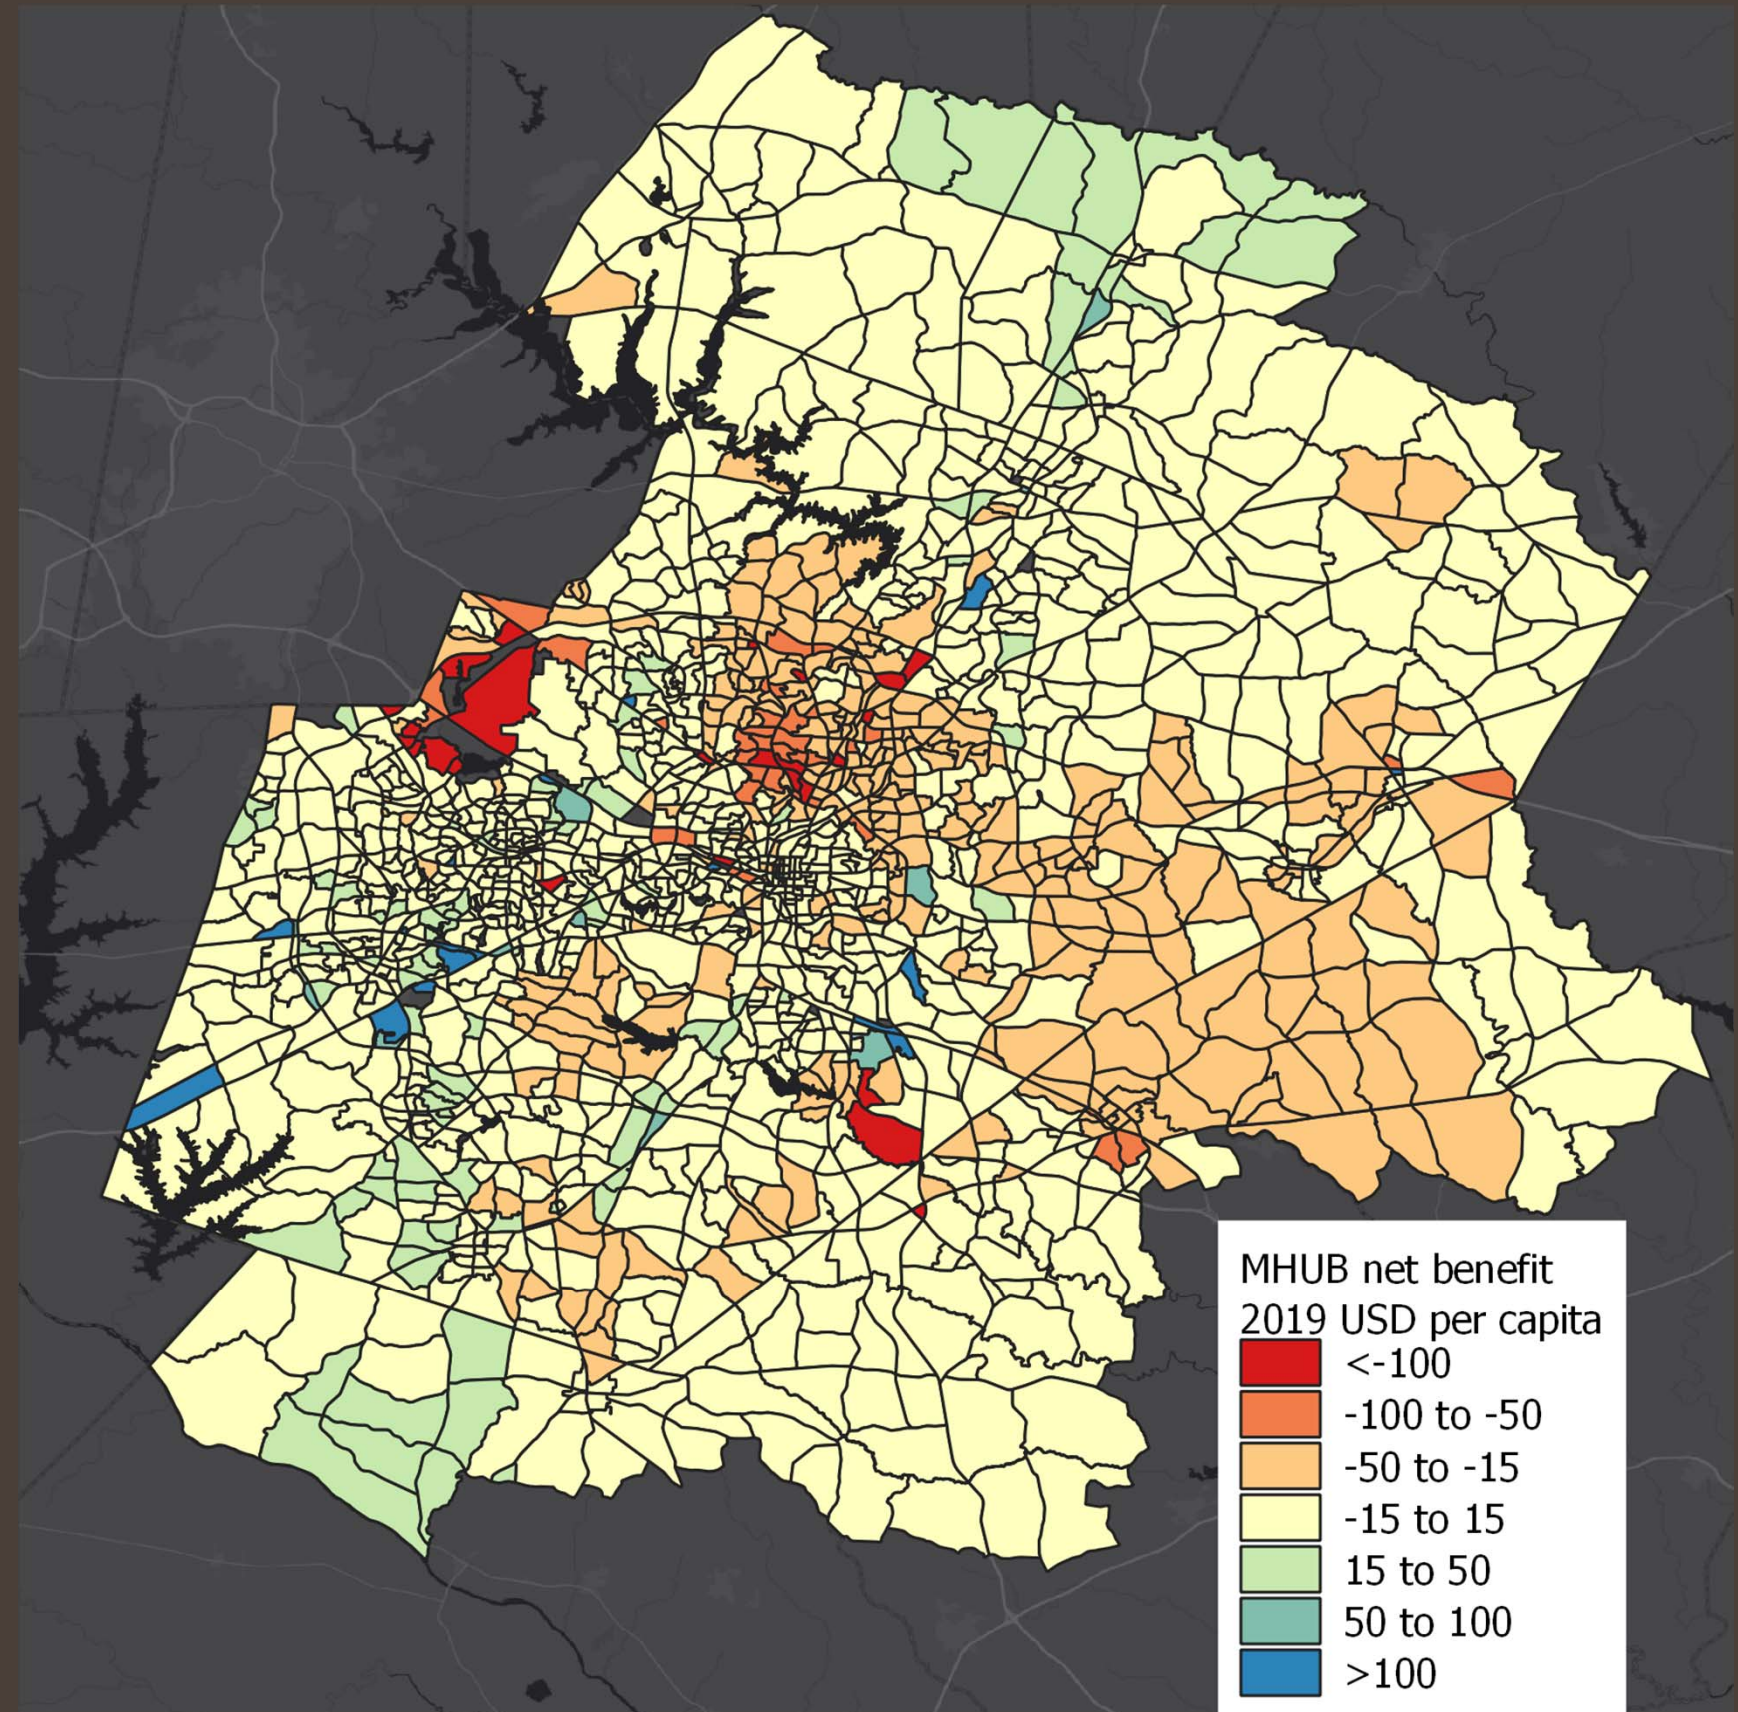 MHUB net benefit
2019 USD per capita
<-100
-100 to -50
-50 to -15
-15 to 15
15 to 50
50 to 100
>100